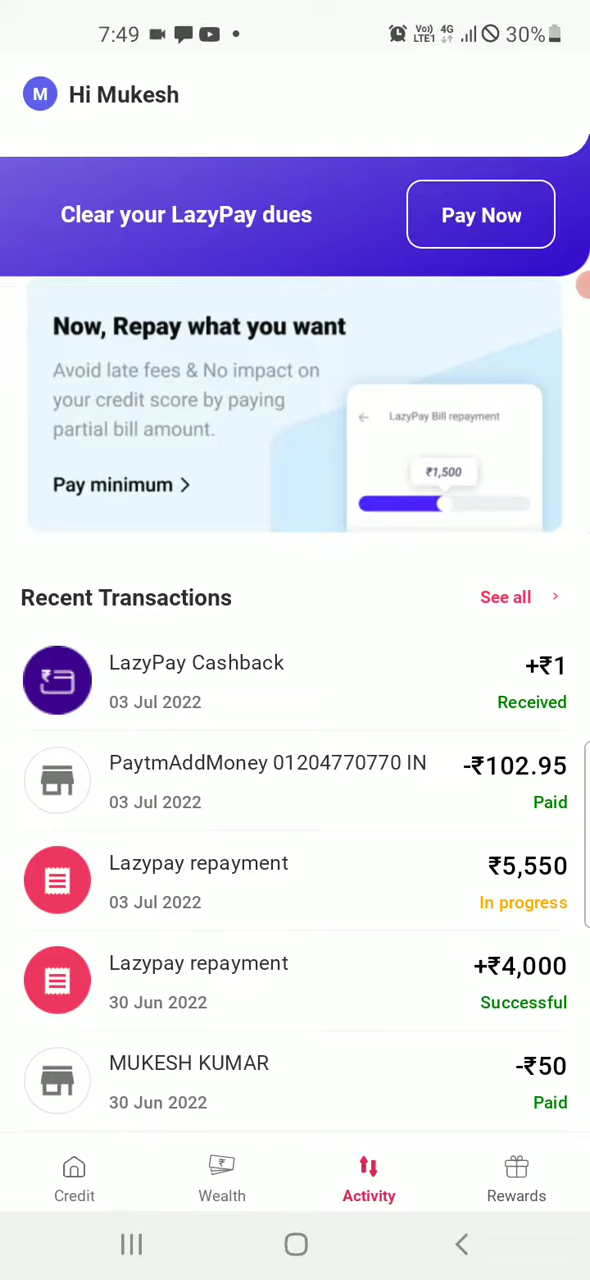 7:49
Vo)) 4G
LTE1
30%
M Hi Mukesh
Clear your LazyPay dues
Pay Now
Now, Repay what you want
Avoid late fees & No impact on
your credit score by paying
partial bill amount.
Pay minimum >
LazyPay Bill repayment
₹1,500
Recent Transactions
See all >
LazyPay Cashback
+₹1
03 Jul 2022
Received
PaytmAddMoney 01204770770 IN
-₹102.95
03 Jul 2022
Paid
Lazypay repayment
₹5,550
03 Jul 2022
In progress
Lazypay repayment
+₹4,000
30 Jun 2022
Successful
MUKESH KUMAR
-₹50
30 Jun 2022
Paid
Credit
Wealth
Activity
Rewards